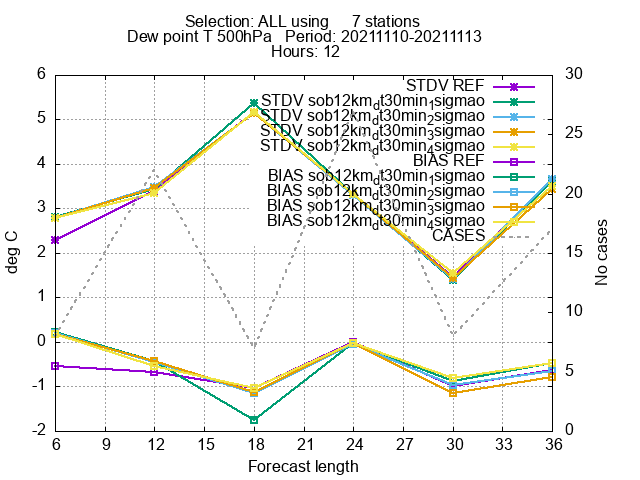 Selection: ALL using 7 stations
Dew point T 500hPa Period: 20211110-20211113
Hours: 12
STDV REF
STDV sob12km_dt30min_1sigmao
STDV sob12km_dt30min_2sigmao
STDV sob12km_dt30min_3sigmao
STDV sob12km_dt30min_4sigmao
BIAS REF
BIAS sob12km_dt30min_1sigmao
BIAS sob12km_dt30min_2sigmao
BIAS sob12km_dt30min_3sigmao
BIAS sob12km_dt30min_4sigmao
CASES
6
5
4
3
2
1
0
-1
-2
deg C
30
25
20
15
10
5
0
No cases
6 12 15 18 21 24 27 30 33 36
Forecast length